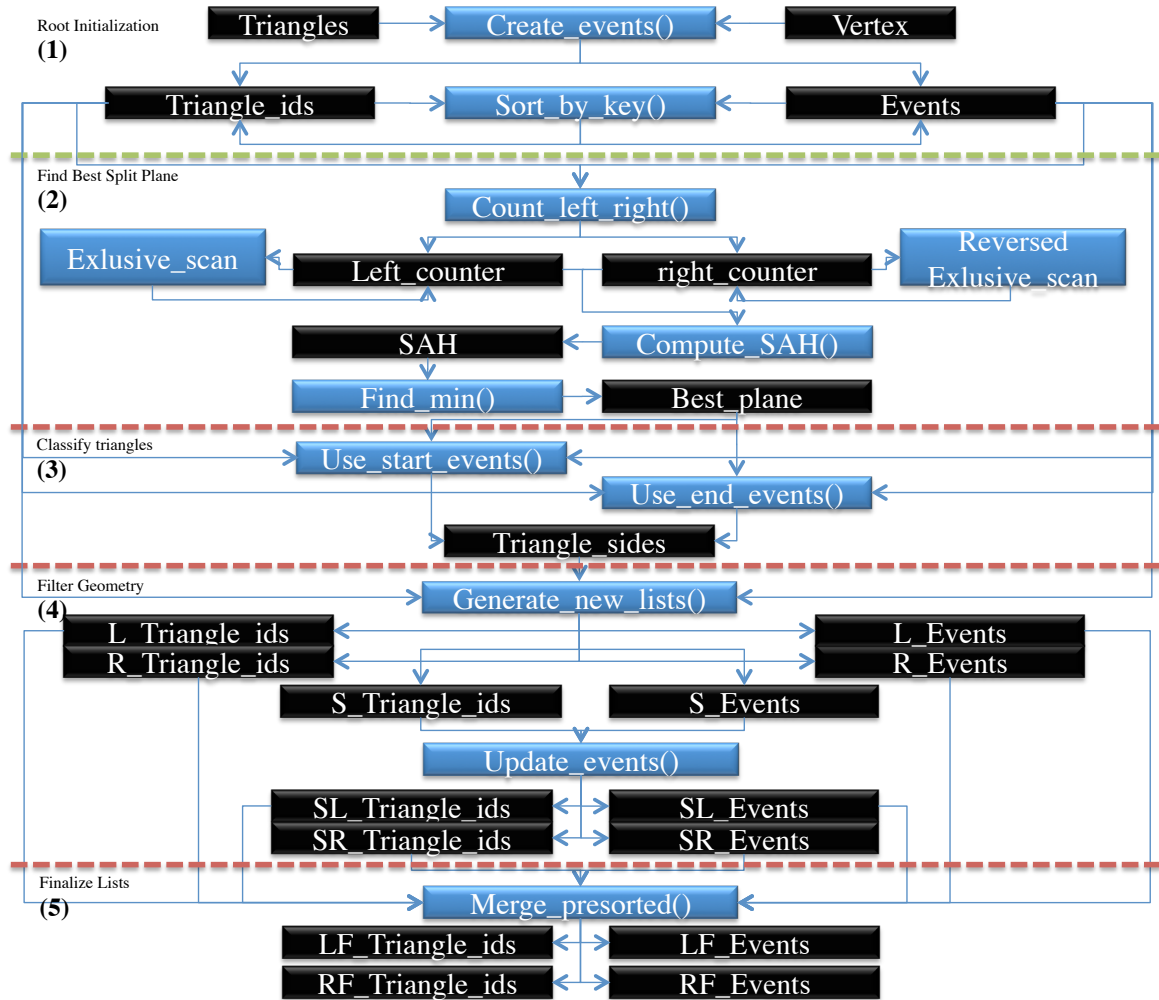 Root Initialization
(1)
Triangles
Create_events()
Vertex
Triangle_ids
Sort_by_key()
Events
Find Best Split Plane
(2)
Count_left_right()
Exlusive_scan
Left_counter
right_counter
Reversed
Exlusive_scan
SAH
Compute_SAH()
Find_min()
Best_plane
Classify triangles
(3)
Use_start_events()
Use_end_events()
Triangle_sides
Filter Geometry
(4)
Generate_new_lists()
L_Triangle_ids
L_Events
R_Triangle_ids
R_Events
S_Triangle_ids
S_Events
Update_events()
SL_Triangle_ids
SL_Events
SR_Triangle_ids
SR_Events
Finalize Lists
(5)
Merge_presorted()
LF_Triangle_ids
LF_Events
RF_Triangle_ids
RF_Events